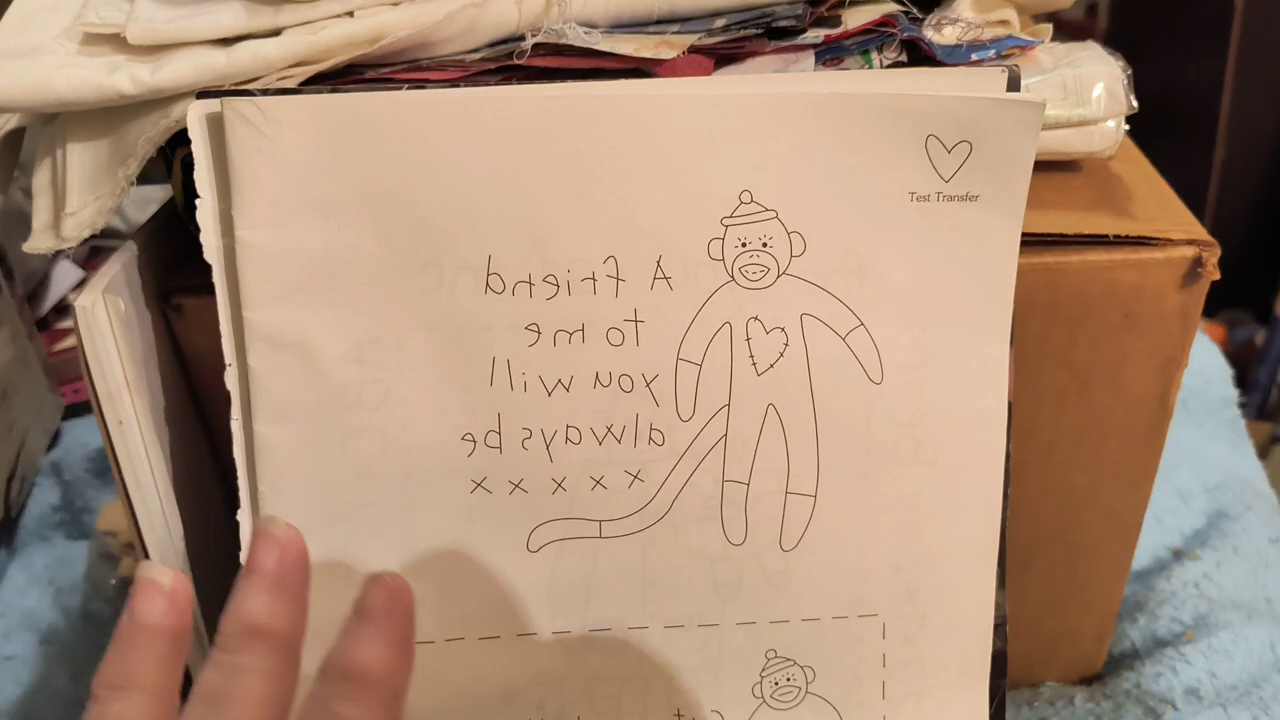 Test Transfer
A friend
to me
you will
always be
x x x x x